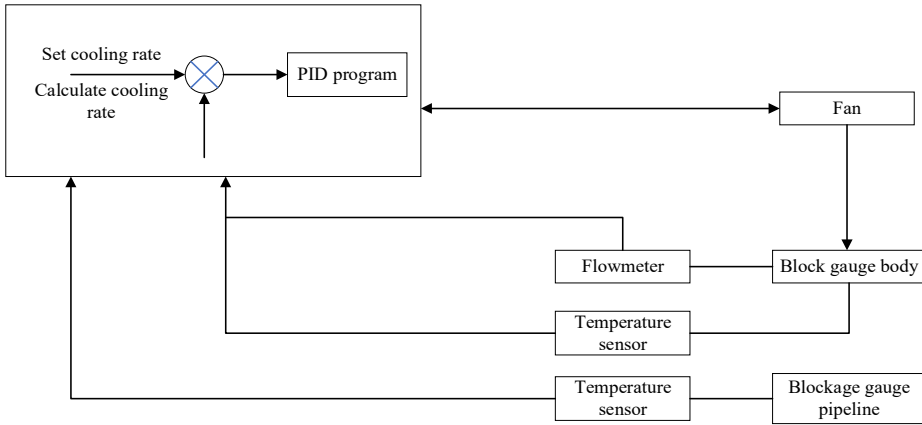 Set cooling rate
Calculate cooling
rate
PID program
Fan
Flowmeter
Block gauge body
Temperature
sensor
Temperature
sensor
Blockage gauge
pipeline